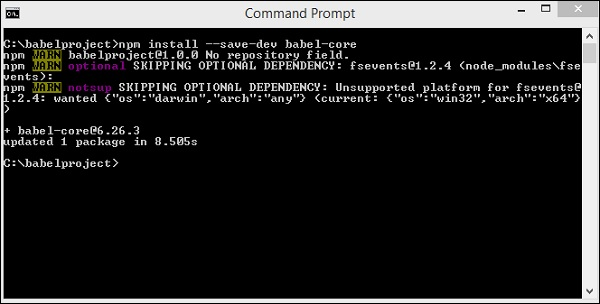 Command Prompt
C:\babelproject>npm install --save-dev babel-core
npm WARN babelproject@1.0.0 No repository field.
npm WARN optional SKIPPING OPTIONAL DEPENDENCY: fsevents@1.2.4 (node_modules\fse
vents):
npm WARN notsup SKIPPING OPTIONAL DEPENDENCY: Unsupported platform for fsevents@
1.2.4: wanted {"os":"darwin","arch":"any"} (current: {"os":"win32","arch":"x64"}
)
+ babel-core@6.26.3
updated 1 package in 8.505s
C:\babelproject>